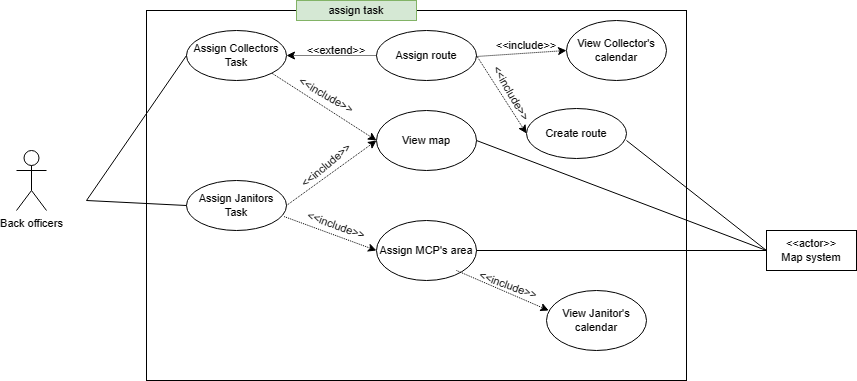 assign task
Assign Collectors
Task
<<extend>>
Assign route
<<include>>
View Collector's
calendar
<<include>>
<<include>>
View map
Create route
<<include>>
Back officers
Assign Janitors
Task
<<include>>
Assign MCP's area
<<actor>>
Map system
<<include>>
View Janitor's
calendar